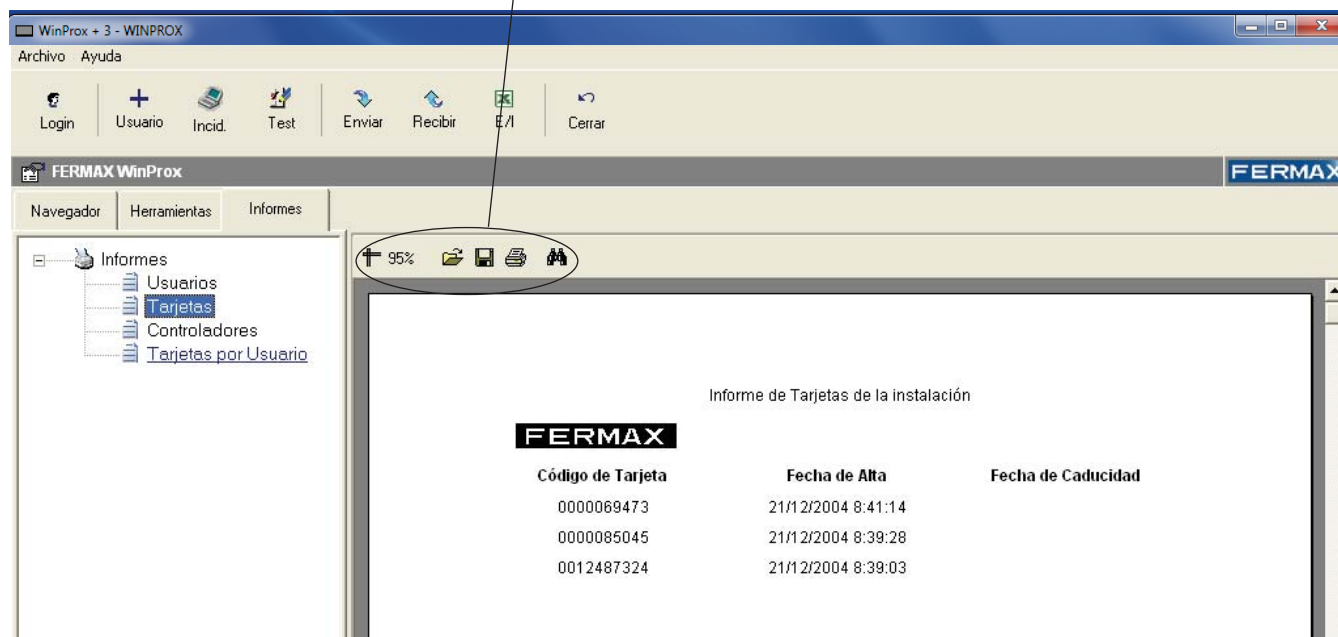 WinProx + 3 - WINPROX
Archivo Ayuda
Login Usuario Incid. Test Enviar Recibir E/I Cerrar
FERMAX WinProx FERMAX
Navegador Herramientas Informes
Informes 95%
Usuarios
Tarjetas
Controladores
Tarjetas por Usuario
Informe de Tarjetas de la instalación
FERMAX
Código de Tarjeta Fecha de Alta Fecha de Caducidad
0000069473 21/12/2004 8:41:14
0000085045 21/12/2004 8:39:28
0012487324 21/12/2004 8:39:03